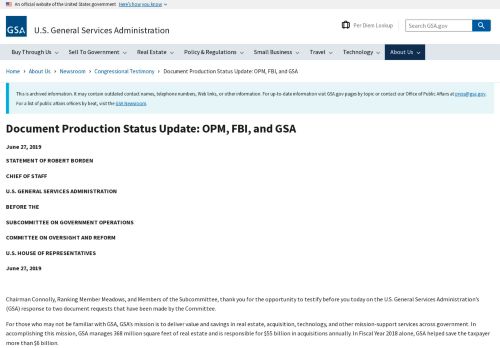 An official website of the United States government Here's how you know
GSA U.S. General Services Administration
Per Diem Lookup
Search GSA.gov
Buy Through Us Sell To Government Real Estate Policy & Regulations Small Business Travel Technology About Us
Home › About Us › Newsroom › Congressional Testimony › Document Production Status Update: OPM, FBI, and GSA
This is archived information. It may contain outdated contact names, telephone numbers, Web links, or other information. For up-to-date information visit GSA.gov pages by topic or contact our Office of Public Affairs at press@gsa.gov.
For a list of public affairs officers by beat, visit the GSA Newsroom.
Document Production Status Update: OPM, FBI, and GSA
June 27, 2019
STATEMENT OF ROBERT BORDEN
CHIEF OF STAFF
U.S. GENERAL SERVICES ADMINISTRATION
BEFORE THE
SUBCOMMITTEE ON GOVERNMENT OPERATIONS
COMMITTEE ON OVERSIGHT AND REFORM
U.S. HOUSE OF REPRESENTATIVES
June 27, 2019
Chairman Connolly, Ranking Member Meadows, and Members of the Subcommittee, thank you for the opportunity to testify before you today on the U.S. General Services Administration's
(GSA) response to two document requests that have been made by the Committee.
For those who may not be familiar with GSA, GSA's mission is to deliver value and savings in real estate, acquisition, technology, and other mission-support services across government. In
accomplishing this mission, GSA manages 368 million square feet of real estate and is responsible for $55 billion in acquisitions annually. In Fiscal Year 2018 alone, GSA helped save the taxpayer
more than $6 billion.